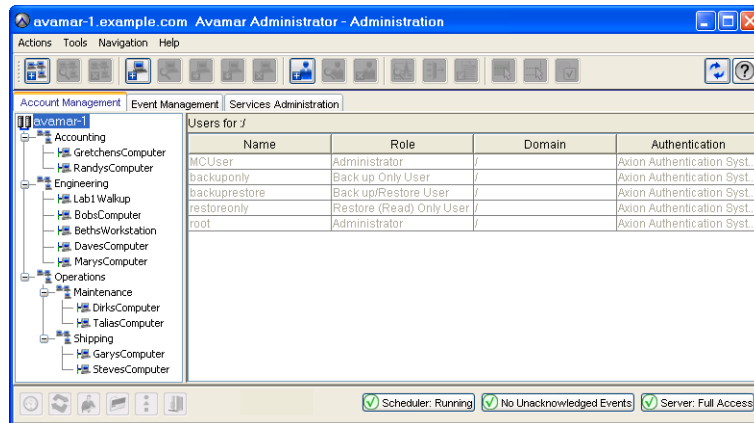 avamar-1.example.com Avamar Administrator - Administration
Actions Tools Navigation Help
Account Management Event Management Services Administration
avamar-1
Accounting
GretchensComputer
RandysComputer
Engineering
Lab1 Walkup
BobsComputer
BethsWorkstation
DavesComputer
MarysComputer
Operations
Maintenance
DirksComputer
TaliasComputer
Shipping
GarysComputer
StevesComputer
Users for :/
Name Role Domain Authentication
MCUser Administrator / Axion Authentication Syst...
backuponly Back up Only User / Axion Authentication Syst...
backuprestore Back up/Restore User / Axion Authentication Syst...
restoreonly Restore (Read) Only User / Axion Authentication Syst...
root Administrator / Axion Authentication Syst...
Scheduler: Running No Unacknowledged Events Server: Full Access